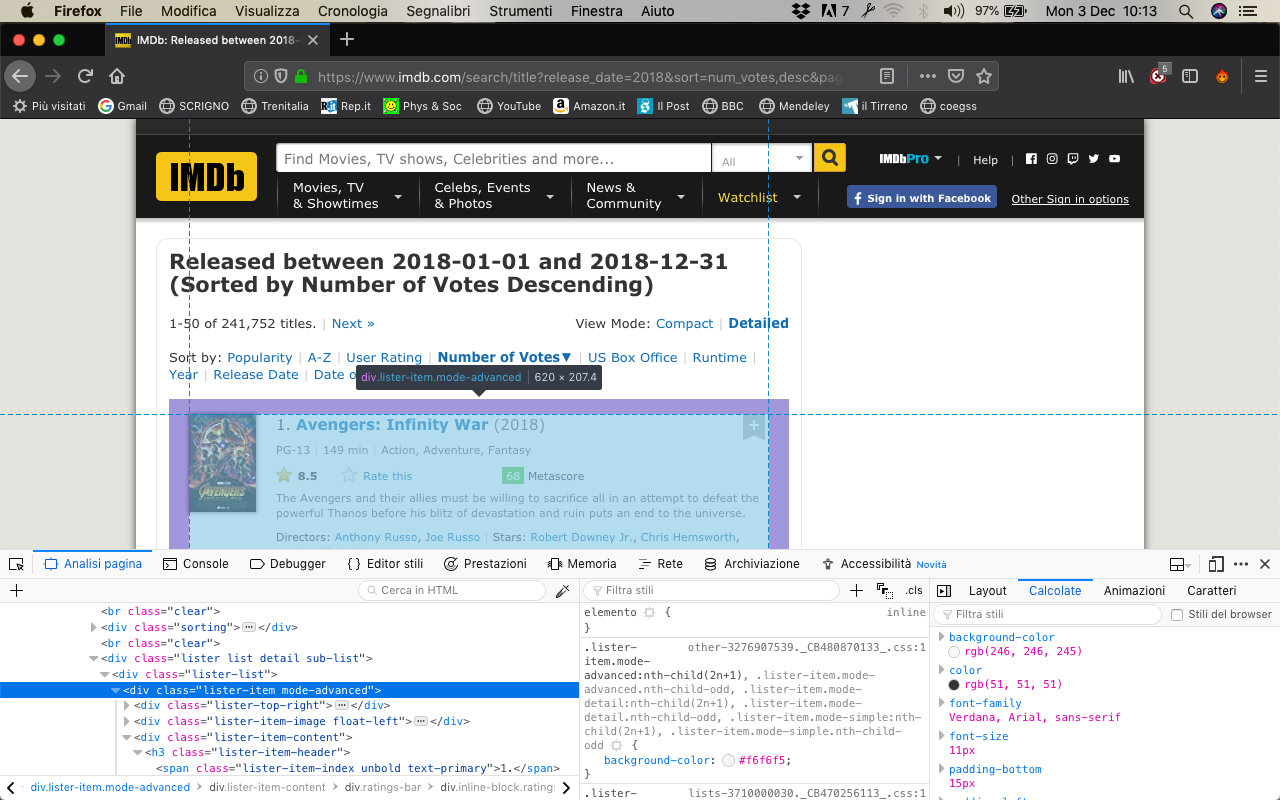 Firefox File Modifica Visualizza Cronologia Segnalibri Strumenti Finestra Aiuto 7 97% Mon 3 Dec 10:13
IMDb IMDb: Released between 2018-
https://www.imdb.com/search/title?release_date=2018&sort=num_votes,desc&pag 5
Più visitati Gmail SCRIGNO Trenitalia Rep.it Phys & Soc YouTube Amazon.it Il Post BBC Mendeley il Tirreno coegss
IMDb Find Movies, TV shows, Celebrities and more... All IMDbPro | Help |
Movies, TV & Showtimes
Celebs, Events & Photos
News & Community
Watchlist
Sign in with Facebook Other Sign in options
Released between 2018-01-01 and 2018-12-31
(Sorted by Number of Votes Descending)
1-50 of 241,752 titles. | Next » View Mode: Compact | Detailed
Sort by: Popularity | A-Z | User Rating | Number of Votes▼ | US Box Office | Runtime |
Year | Release Date | Date o
div.lister-item.mode-advanced | 620 × 207.4
1. Avengers: Infinity War (2018)
PG-13 | 149 min | Action, Adventure, Fantasy
8.5 Rate this 68 Metascore
AVENGERS
The Avengers and their allies must be willing to sacrifice all in an attempt to defeat the
powerful Thanos before his blitz of devastation and ruin puts an end to the universe.
Directors: Anthony Russo, Joe Russo | Stars: Robert Downey Jr., Chris Hemsworth,
Analisi pagina Console Debugger { } Editor stili Prestazioni Memoria Rete Archiviazione Accessibilità Novità
+ Cerca in HTML
<br class="clear">
<div class="sorting"></div>
<br class="clear">
<div class="lister list detail sub-list">
<div class="lister-list">
<div class="lister-item mode-advanced">
<div class="lister-top-right"></div>
<div class="lister-item-image float-left"></div>
<div class="lister-item-content">
<h3 class="lister-item-header">
<span class="lister-item-index unbold text-primary">1.</span>
div.lister-item.mode-advanced > div.lister-item-content > div.ratings-bar > div.inline-block.rating
Filtra stili + .cls
elemento { inline
}
.lister- other-3276907539._CB480870133_.css:1
item.mode-
advanced:nth-child(2n+1), .lister-item.mode-
advanced.nth-child-odd, .lister-item.mode-
detail:nth-child(2n+1), .lister-item.mode-
detail.nth-child-odd, .lister-item.mode-simple:nth-
child(2n+1), .lister-item.mode-simple.nth-child-
odd {
background-color: #f6f6f5;
}
.lister- lists-3710000030._CB470256113_.css:1
Layout Calcolate Animazioni Caratteri
Filtra stili Stili del browser
background-color
rgb(246, 246, 245)
color
rgb(51, 51, 51)
font-family
Verdana, Arial, sans-serif
font-size
11px
padding-bottom
15px
padding-left